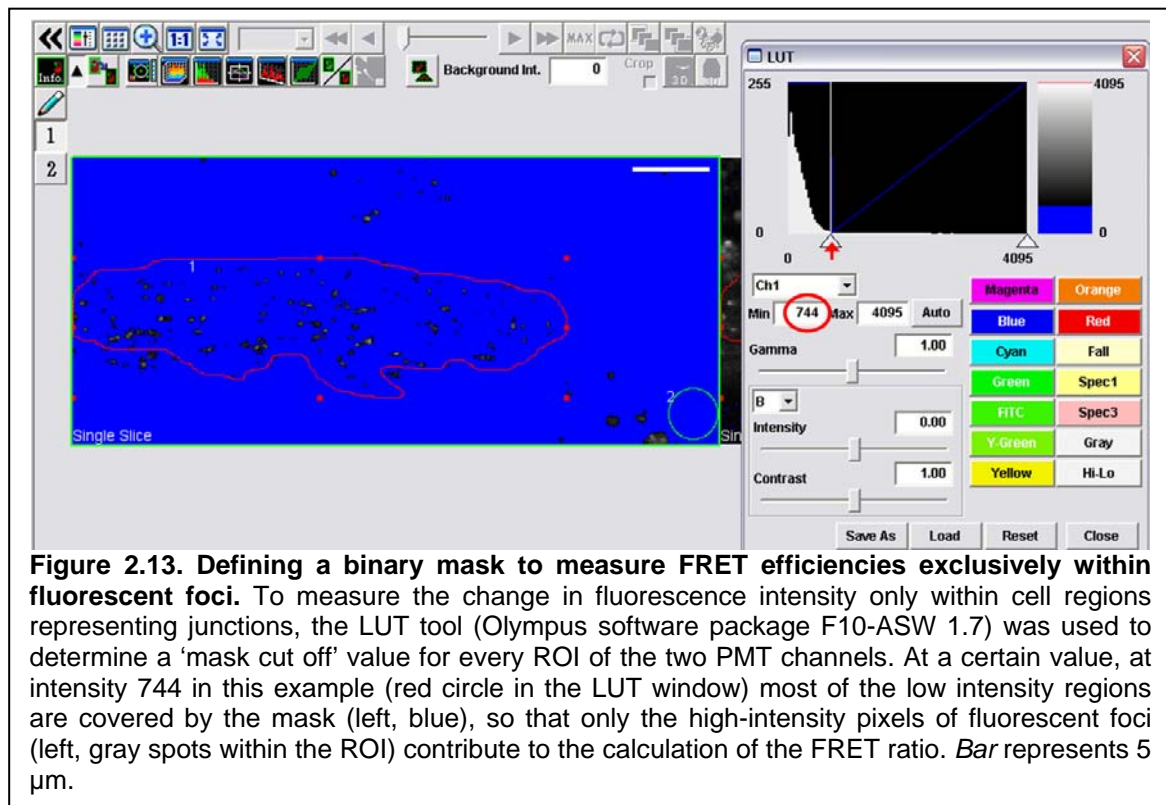 1:1
MAX
Info.
Background Int. 0
Crop
3D
1
2
1
2
Single Slice
Sin
LUT
255
4095
0
0
0
4095
Ch1
Min 744 Max 4095 Auto
Gamma 1.00
B
Intensity 0.00
Contrast 1.00
Magenta Orange
Blue Red
Cyan Fall
Green Spec1
FITC Spec3
Y-Green Gray
Yellow Hi-Lo
Save As Load Reset Close
Figure 2.13. Defining a binary mask to measure FRET efficiencies exclusively within
fluorescent foci. To measure the change in fluorescence intensity only within cell regions
representing junctions, the LUT tool (Olympus software package F10-ASW 1.7) was used to
determine a ‘mask cut off’ value for every ROI of the two PMT channels. At a certain value, at
intensity 744 in this example (red circle in the LUT window) most of the low intensity regions
are covered by the mask (left, blue), so that only the high-intensity pixels of fluorescent foci
(left, gray spots within the ROI) contribute to the calculation of the FRET ratio. Bar represents 5
µm.